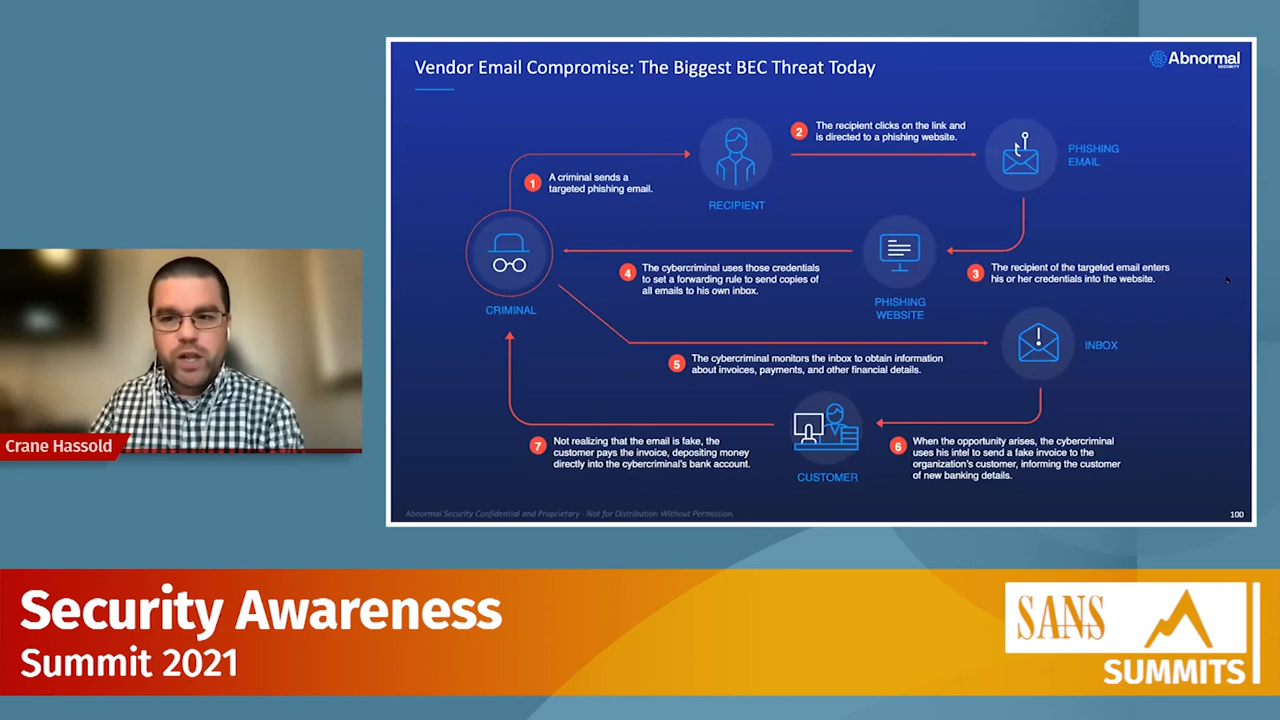 Vendor Email Compromise: The Biggest BEC Threat Today
Abnormal
SECURITY
1
A criminal sends a
targeted phishing email.
RECIPIENT
2
The recipient clicks on the link and
is directed to a phishing website.
PHISHING
EMAIL
CRIMINAL
4
The cybercriminal uses those credentials
to set a forwarding rule to send copies of
all emails to his own inbox.
PHISHING
WEBSITE
3
The recipient of the targeted email enters
his or her credentials into the website.
5
The cybercriminal monitors the inbox to obtain information
about invoices, payments, and other financial details.
INBOX
7
Not realizing that the email is fake, the
customer pays the invoice, depositing money
directly into the cybercriminal's bank account.
CUSTOMER
6
When the opportunity arises, the cybercriminal
uses his intel to send a fake invoice to the
organization's customer, informing the customer
of new banking details.
Abnormal Security Confidential and Proprietary - Not for Distribution Without Permission.
100
Crane Hassold
Security Awareness
Summit 2021
SANS
SUMMITS